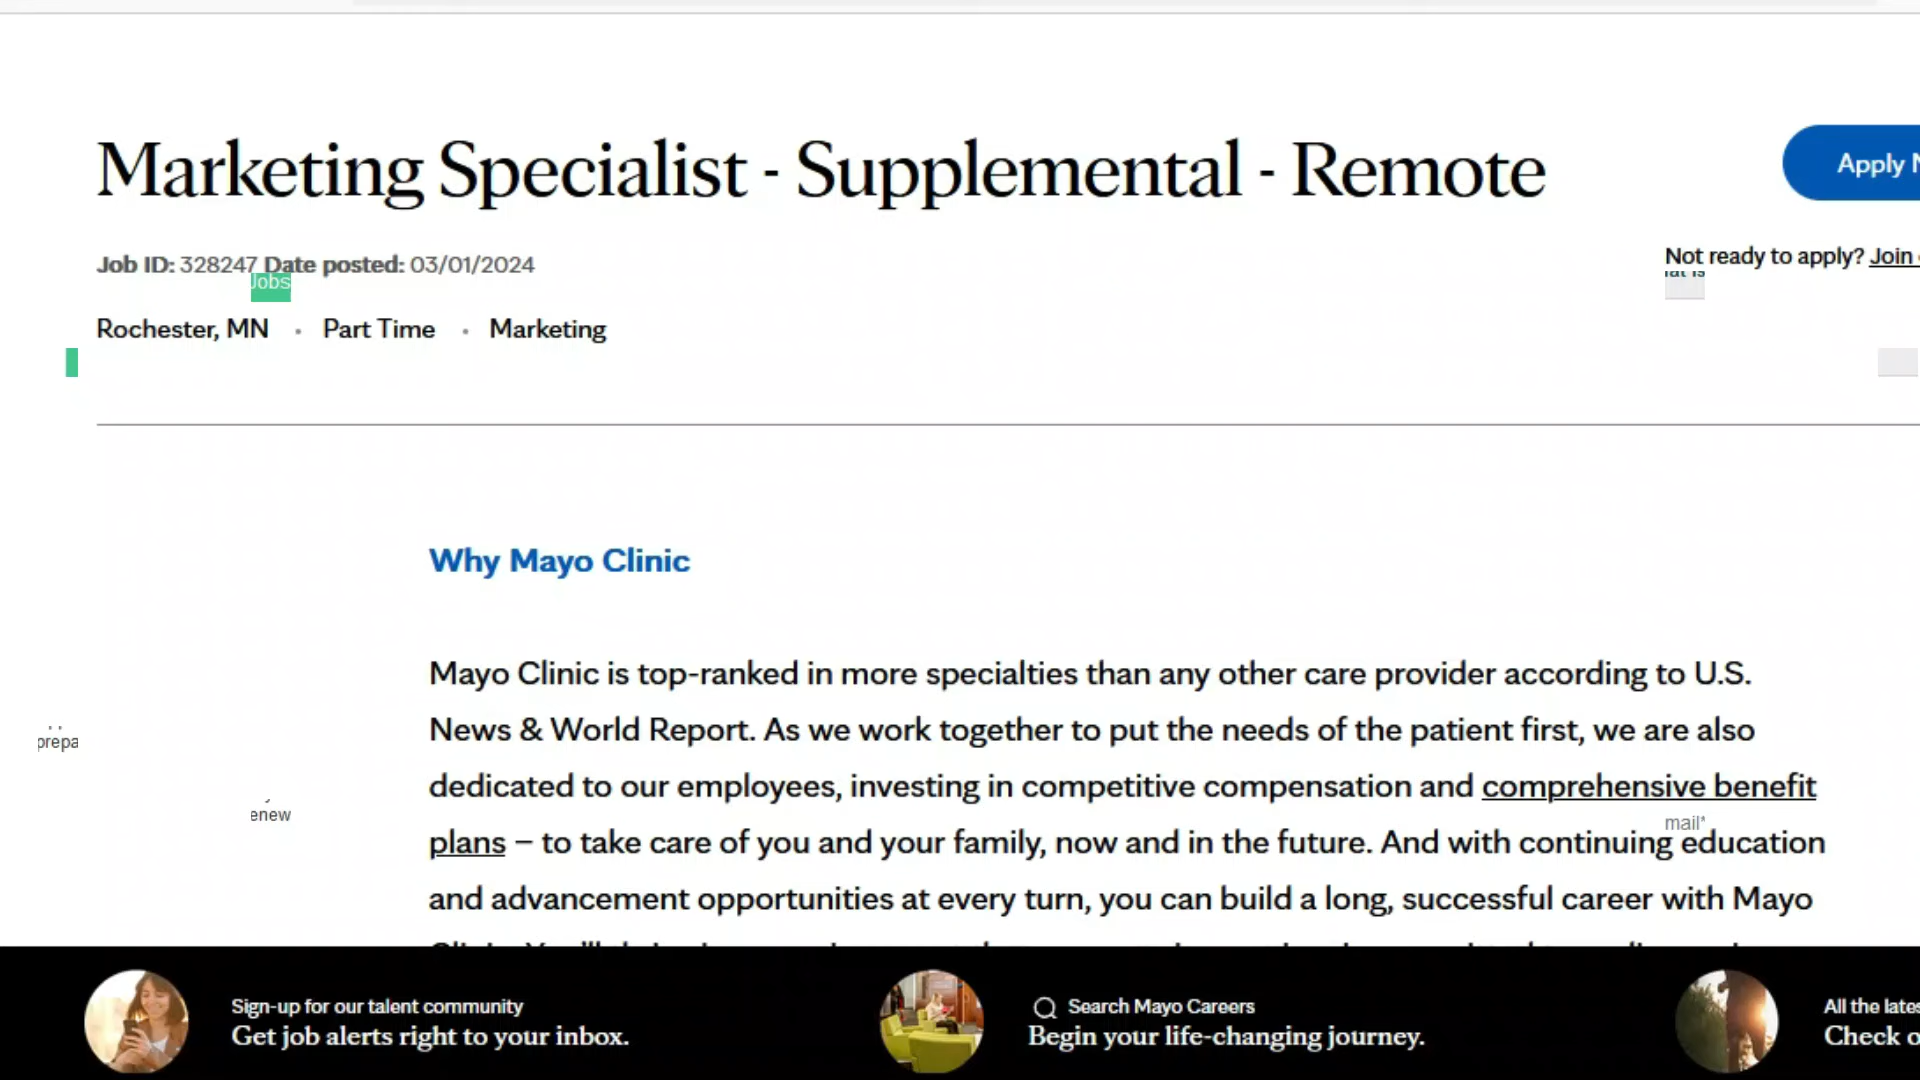 Marketing Specialist - Supplemental - Remote
Apply
Job ID: 328247 Date posted: 03/01/2024
Not ready to apply? Join
Jobs
Rochester, MN • Part Time • Marketing
Why Mayo Clinic
Mayo Clinic is top-ranked in more specialties than any other care provider according to U.S.
News & World Report. As we work together to put the needs of the patient first, we are also
prepa
dedicated to our employees, investing in competitive compensation and comprehensive benefit
enew
mail*
plans – to take care of you and your family, now and in the future. And with continuing education
and advancement opportunities at every turn, you can build a long, successful career with Mayo
Sign-up for our talent community
Get job alerts right to your inbox.
Search Mayo Careers
Begin your life-changing journey.
All the lates
Check o